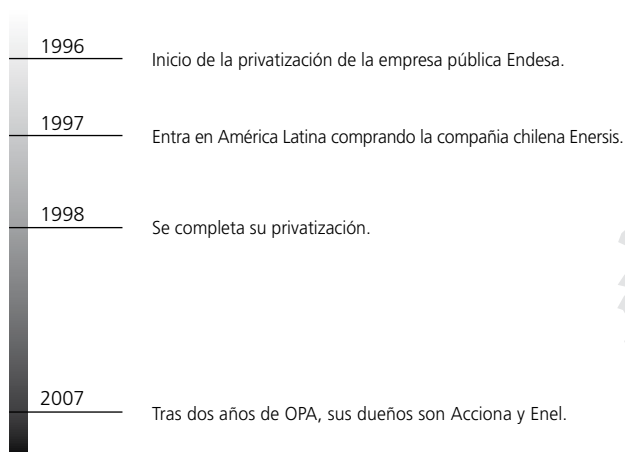 1996
Inicio de la privatización de la empresa pública Endesa.
1997
Entra en América Latina comprando la compañia chilena Enersis.
1998
Se completa su privatización.
2007
Tras dos años de OPA, sus dueños son Acciona y Enel.